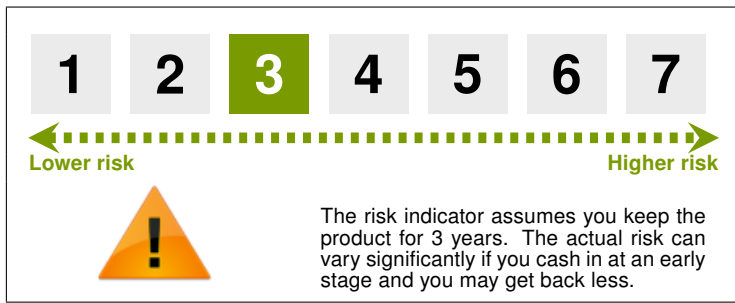 1 2 3 4 5 6 7
Lower risk Higher risk
!
The risk indicator assumes you keep the
product for 3 years. The actual risk can
vary significantly if you cash in at an early
stage and you may get back less.